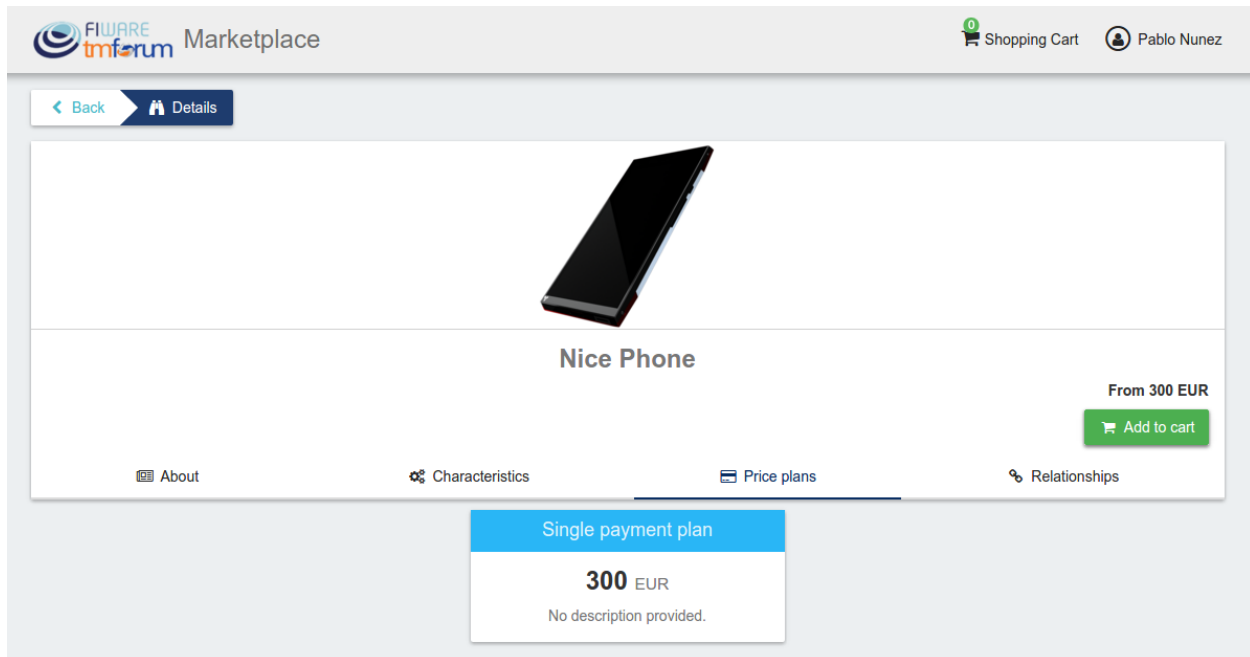 FIWARE
tmforum
Marketplace
0
Shopping Cart
Pablo Nunez
Back
Details
Nice Phone
From 300 EUR
Add to cart
About
Characteristics
Price plans
Relationships
Single payment plan
300 EUR
No description provided.